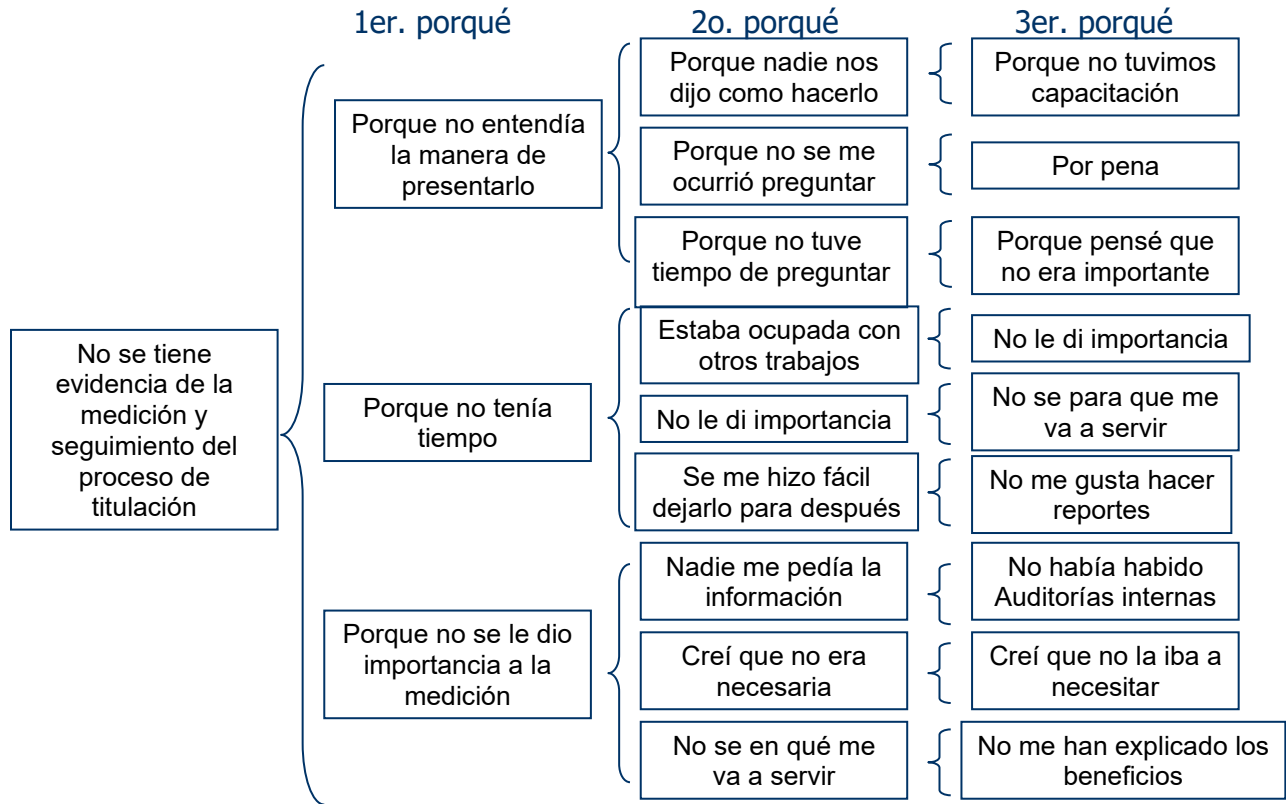 1er. porqué
2o. porqué
3er. porqué
No se tiene
evidencia de la
medición y
seguimiento del
proceso de
titulación
Porque no entendía
la manera de
presentarlo
Porque nadie nos
dijo como hacerlo
Porque no tuvimos
capacitación
Porque no se me
ocurrió preguntar
Por pena
Porque no tuve
tiempo de preguntar
Porque pensé que
no era importante
Porque no tenía
tiempo
Estaba ocupada con
otros trabajos
No le di importancia
No le di importancia
No se para que me
va a servir
Se me hizo fácil
dejarlo para después
No me gusta hacer
reportes
Porque no se le dio
importancia a la
medición
Nadie me pedía la
información
No había habido
Auditorías internas
Creí que no era
necesaria
Creí que no la iba a
necesitar
No se en qué me
va a servir
No me han explicado los
beneficios